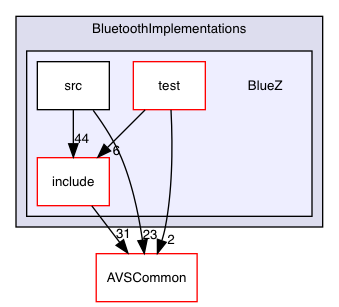 BluetoothImplementations
src
test
BlueZ
44
6
include
31
23
2
AVSCommon